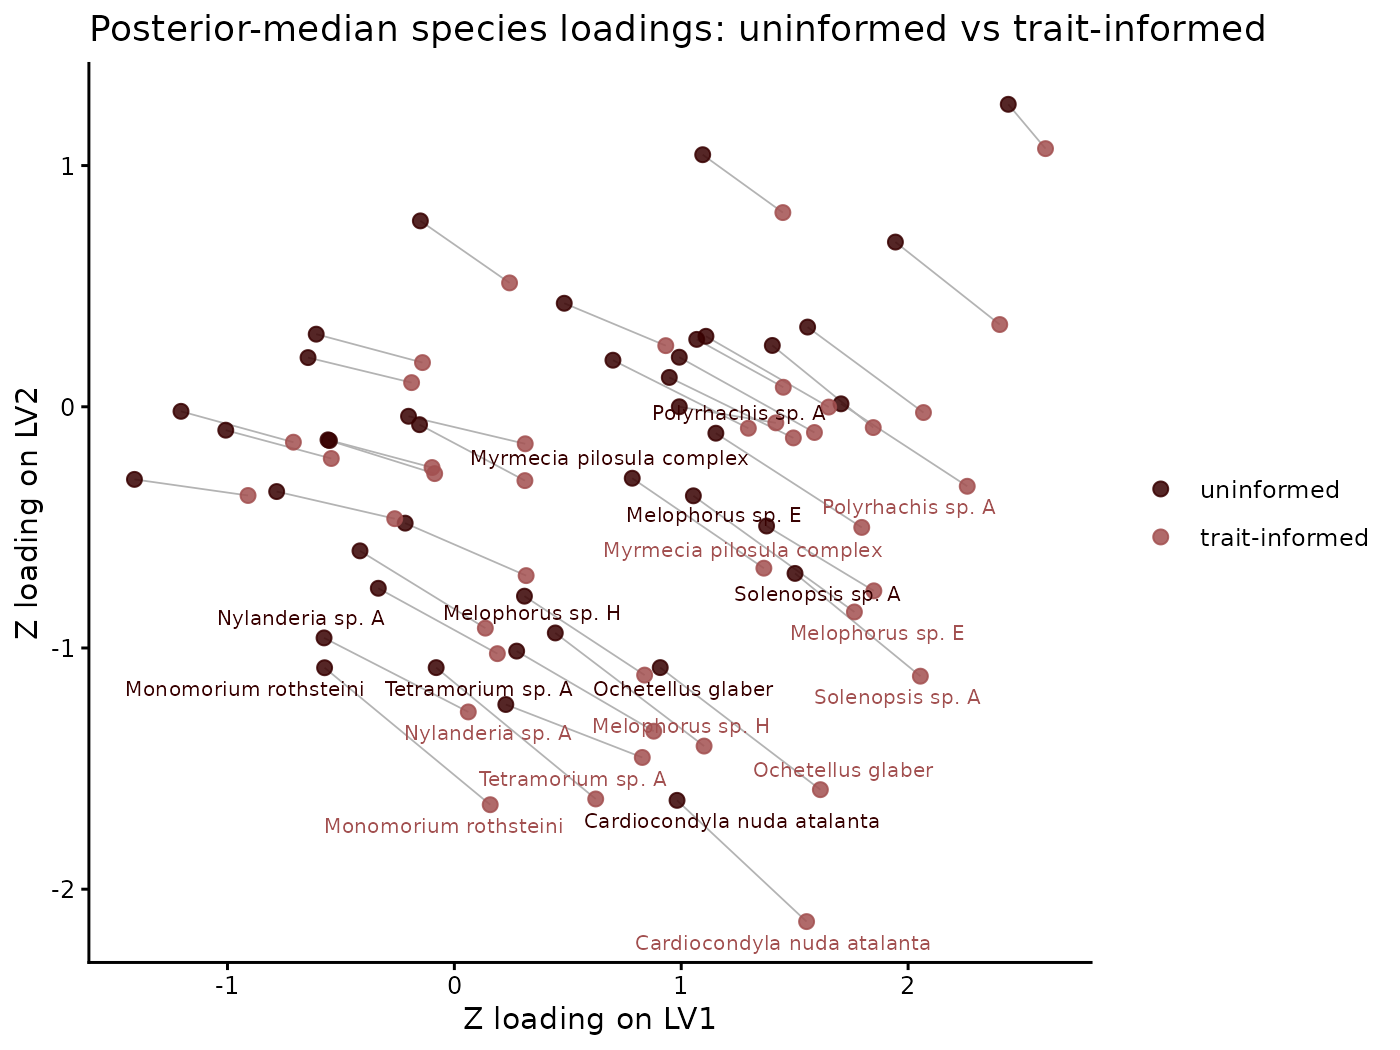 Posterior-median species loadings: uninformed vs trait-informed
Z loading on LV2
1
0
-1
-2
Polyrhachis sp. A
Myrmecia pilosula complex
Polyrhachis sp. A
Melophorus sp. E
Myrmecia pilosula complex
Solenopsis sp. A
Melophorus sp. H
Nylanderia sp. A
Melophorus sp. E
Monomorium rothsteini
Tetramorium sp. A
Ochetellus glaber
Solenopsis sp. A
Melophorus sp. H
Nylanderia sp. A
Ochetellus glaber
Tetramorium sp. A
Cardiocondyla nuda atalanta
Monomorium rothsteini
Cardiocondyla nuda atalanta
-1
0
1
2
Z loading on LV1
uninformed
trait-informed